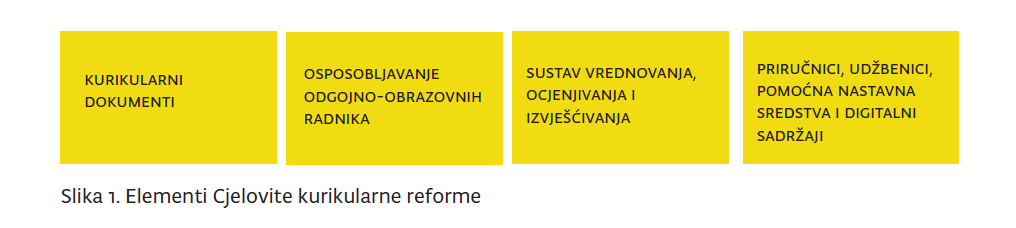 KURIKULARNI
DOKUMENTI
OSPOSOBLJAVANJE
ODGOJNO-OBRAZOVNIH
RADNIKA
SUSTAV VREDNOVANJA,
OCJENJIVANJA I
IZVJEŠĆIVANJA
PRIRUČNICI, UDŽBENICI,
POMOĆNA NASTAVNA
SREDSTVA I DIGITALNI
SADRŽAJI
Slika 1. Elementi Cjelovite kurikularne reforme